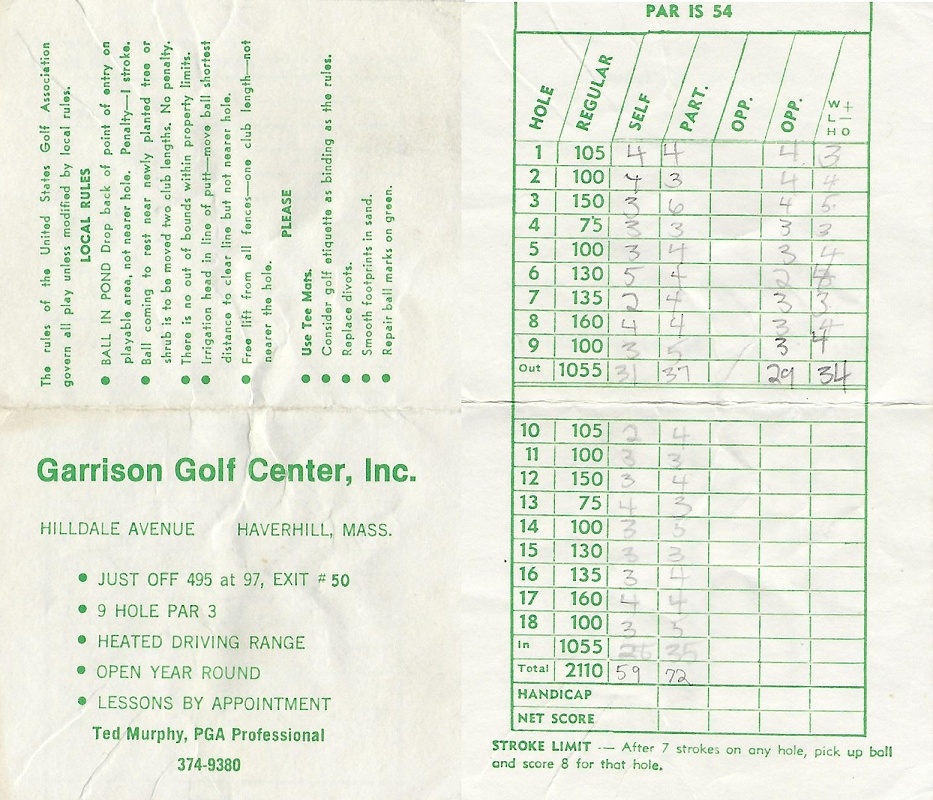 The rules of the United States Golf Association
govern all play unless modified by local rules.
LOCAL RULES
● BALL IN POND Drop back of point of entry on
playable area, not nearer hole. Penalty—1 stroke.
● Ball coming to rest near newly planted tree or
shrub is to be moved two club lengths. No penalty.
● There is no out of bounds within property limits.
● Irrigation head in line of putt—move ball shortest
distance to clear line but not nearer hole.
● Free lift from all fences—one club length—not
nearer the hole.
PLEASE
● Use Tee Mats.
● Consider golf etiquette as binding as the rules.
● Replace divots.
● Smooth footprints in sand.
● Repair ball marks on green.
Garrison Golf Center, Inc.
HILLDALE AVENUE HAVERHILL, MASS.
● JUST OFF 495 at 97, EXIT #50
● 9 HOLE PAR 3
● HEATED DRIVING RANGE
● OPEN YEAR ROUND
● LESSONS BY APPOINTMENT
Ted Murphy, PGA Professional
374-9380
PAR IS 54
HOLE REGULAR SELF PART. OPP. OPP. W + L — H O
1 105 4 4 4 3
2 100 4 3 4 4
3 150 3 6 4 5
4 75 3 3 3 3
5 100 3 4 3 4
6 130 5 4 2
7 135 2 4 3 3
8 160 4 4 3 4
9 100 3 5 3 4
Out 1055 31 37 29 34
10 105 2 4
11 100 3 3
12 150 3 4
13 75 4 3
14 100 3 5
15 130 3 3
16 135 3 4
17 160 4 4
18 100 3 5
In 1055 35
Total 2110 59 72
HANDICAP
NET SCORE
STROKE LIMIT -— After 7 strokes on any hole, pick up ball
and score 8 for that hole.